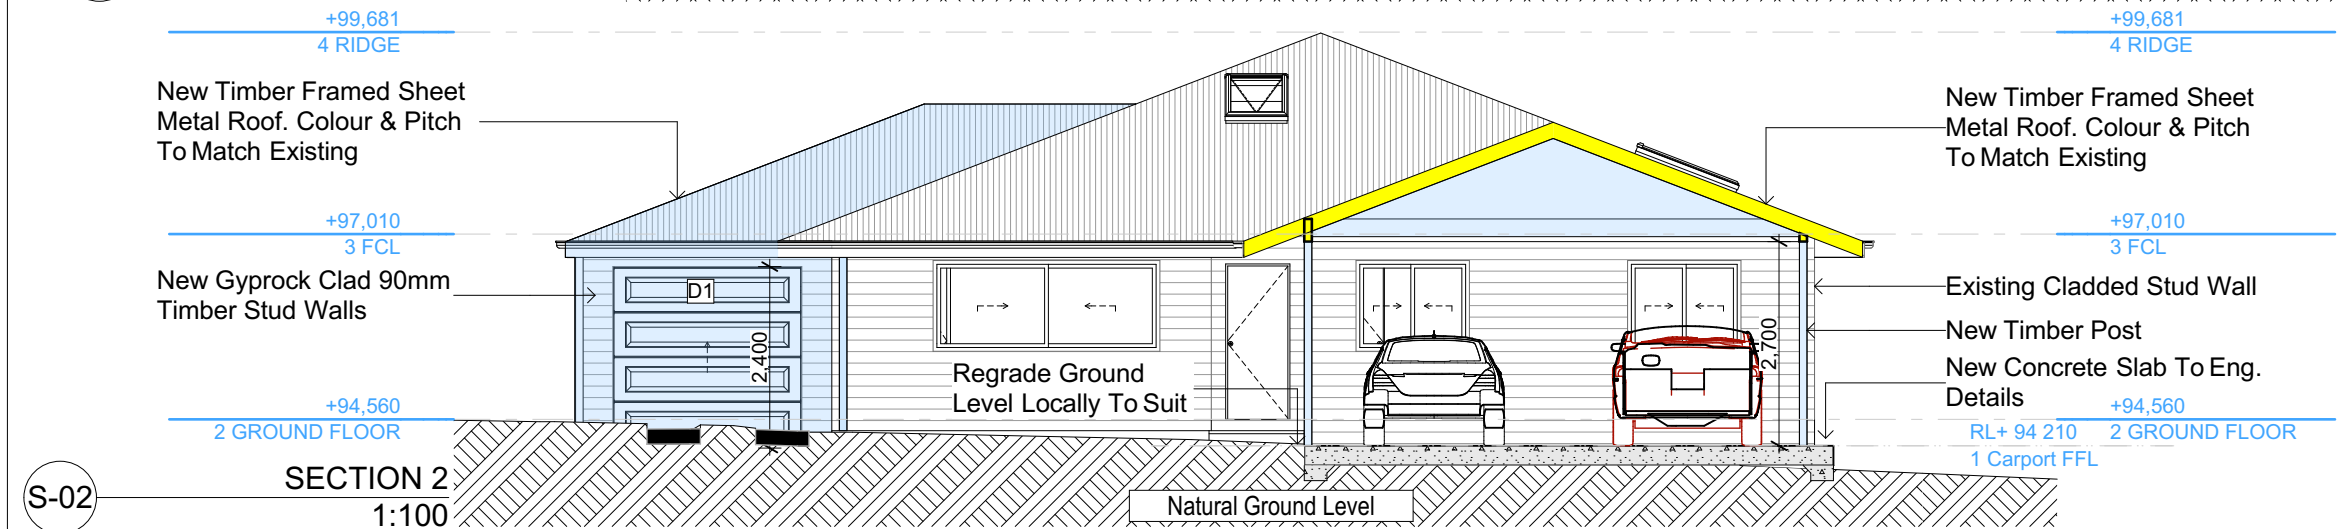 +99,681
4 RIDGE
+99,681
4 RIDGE
New Timber Framed Sheet
Metal Roof. Colour & Pitch
To Match Existing
New Timber Framed Sheet
Metal Roof. Colour & Pitch
To Match Existing
+97,010
3 FCL
+97,010
3 FCL
New Gyprock Clad 90mm
Timber Stud Walls
D1
2,400
2,700
Existing Cladded Stud Wall
New Timber Post
New Concrete Slab To Eng.
Details
Regrade Ground
Level Locally To Suit
+94,560
2 GROUND FLOOR
+94,560
2 GROUND FLOOR
RL+ 94 210
1 Carport FFL
S-02
SECTION 2
1:100
Natural Ground Level